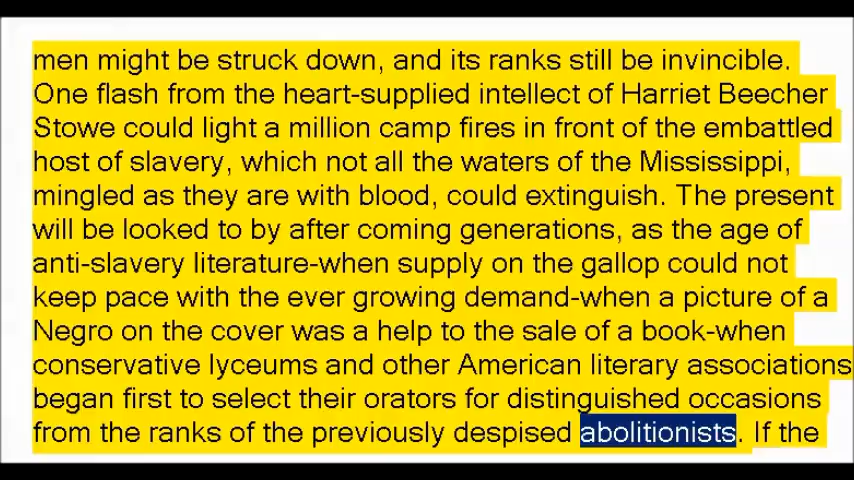 men might be struck down, and its ranks still be invincible.
One flash from the heart-supplied intellect of Harriet Beecher
Stowe could light a million camp fires in front of the embattled
host of slavery, which not all the waters of the Mississippi,
mingled as they are with blood, could extinguish. The present
will be looked to by after coming generations, as the age of
anti-slavery literature-when supply on the gallop could not
keep pace with the ever growing demand-when a picture of a
Negro on the cover was a help to the sale of a book-when
conservative lyceums and other American literary associations
began first to select their orators for distinguished occasions
from the ranks of the previously despised abolitionists. If the